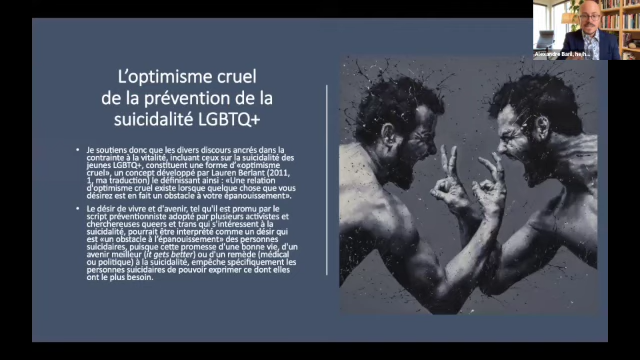 L'optimisme cruel
de la prévention de la
suicidalité LGBTQ+
• Je soutiens donc que les divers discours ancrés dans la
contrainte à la vitalité, incluant ceux sur la suicidalité des
jeunes LGBTQ+, constituent une forme d'«optimisme
cruel», un concept développé par Lauren Berlant (2011,
1, ma traduction) le définissant ainsi : «Une relation
d'optimisme cruel existe lorsque quelque chose que vous
désirez est en fait un obstacle à votre épanouissement».
• Le désir de vivre et d'avenir, tel qu'il est promu par le
script préventionniste adopté par plusieurs activistes et
chercheureuses queers et trans qui s'intéressent à la
suicidalité, pourrait être interprété comme un désir qui
est «un obstacle à l'épanouissement» des personnes
suicidaires, puisque cette promesse d'une bonne vie, d'un
avenir meilleur (it gets better) ou d'un remède (médical
ou politique) à la suicidalité, empêche spécifiquement les
personnes suicidaires de pouvoir exprimer ce dont elles
ont le plus besoin.
Alexandre Baril, he/h...